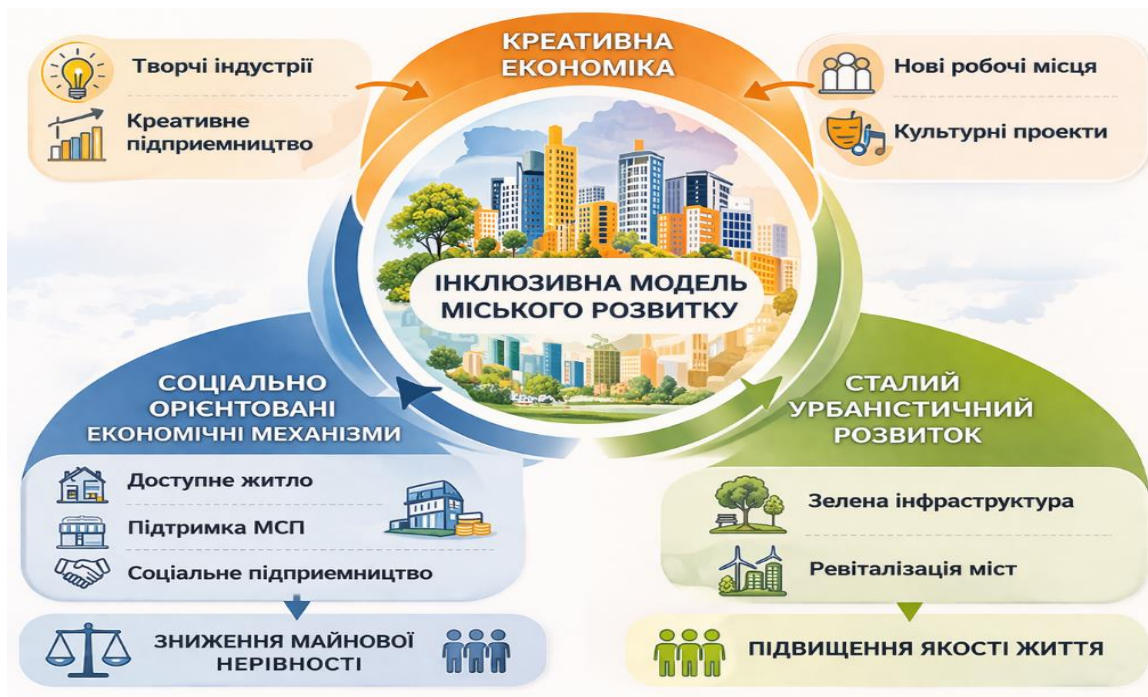 КРЕАТИВНА
ЕКОНОМІКА
Творчі індустрії
Креативне
підприємництво
Нові робочі місця
Культурні проекти
ІНКЛЮЗИВНА МОДЕЛЬ
МІСЬКОГО РОЗВИТКУ
СОЦІАЛЬНО
ОРІЄНТОВАНІ
ЕКОНОМІЧНІ МЕХАНІЗМИ
Доступне житло
Підтримка МСП
Соціальне підприємництво
ЗНИЖЕННЯ МАЙНОВОЇ
НЕРІВНОСТІ
СТАЛИЙ
УРБАНІСТИЧНИЙ
РОЗВИТОК
Зелена інфраструктура
Ревіталізація міст
ПІДВИЩЕННЯ ЯКОСТІ ЖИТТЯ